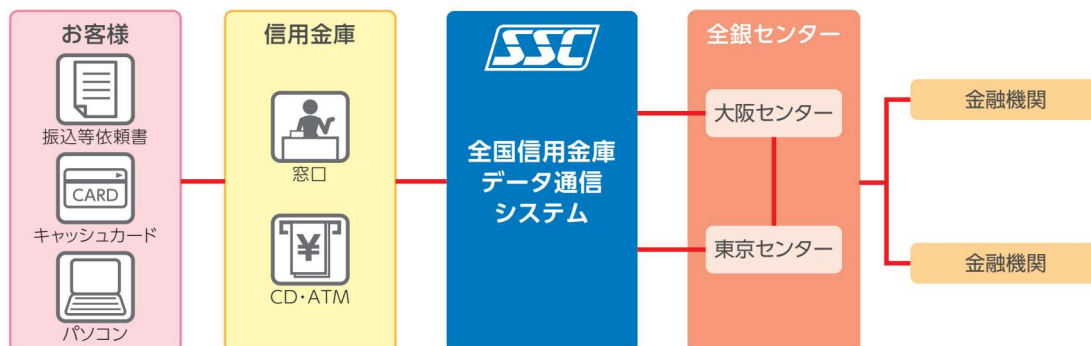 お客様
振込等依頼書
CARD
キャッシュカード
パソコン
信用金庫
窓口
¥
CD・ATM
SSC
全国信用金庫
データ通信
システム
全銀センター
大阪センター
東京センター
金融機関
金融機関